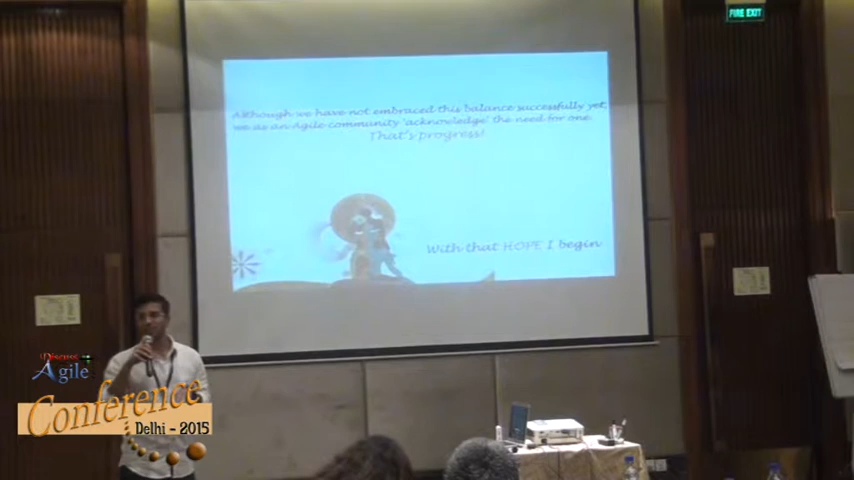 FIRE EXIT
Although we have not embraced this balance successfully yet,
we as an Agile community 'acknowledge' the need for one.
That's progress!
With that HOPE I begin
Discuss
Agile
Conference
Delhi - 2015